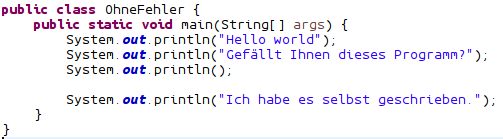 public class OhneFehler {
    public static void main(String[] args) {
        System.out.println("Hello world");
        System.out.println("Gefällt Ihnen dieses Programm?");
        System.out.println();

        System.out.println("Ich habe es selbst geschrieben.");
    }
}